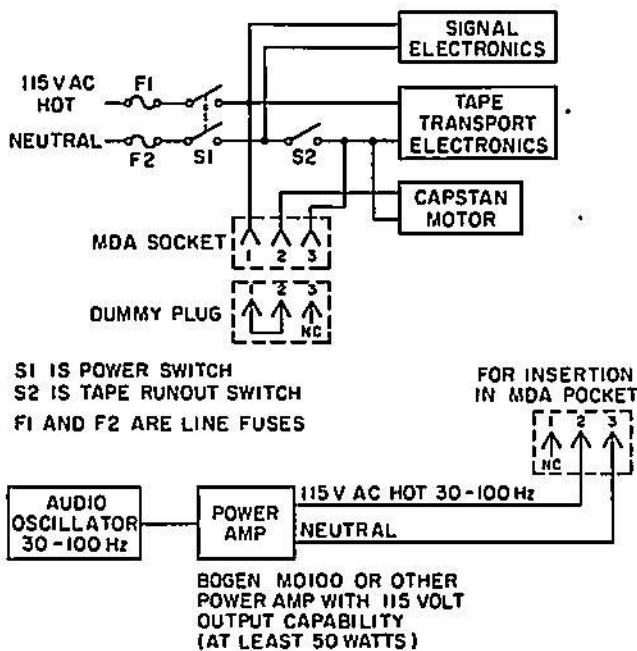 SIGNAL
ELECTRONICS
115V AC
HOT
F1
NEUTRAL
F2
S1
S2
TAPE
TRANSPORT
ELECTRONICS
CAPSTAN
MOTOR
MDA SOCKET
1 2 3
DUMMY PLUG
1 2 3
NC
S1 IS POWER SWITCH
S2 IS TAPE RUNOUT SWITCH
F1 AND F2 ARE LINE FUSES
FOR INSERTION
IN MDA POCKET
1 2 3
NC
AUDIO
OSCILLATOR
30-100 Hz
POWER
AMP
115V AC HOT 30-100 Hz
NEUTRAL
BOGEN MO100 OR OTHER
POWER AMP WITH 115 VOLT
OUTPUT CAPABILITY
(AT LEAST 50 WATTS)